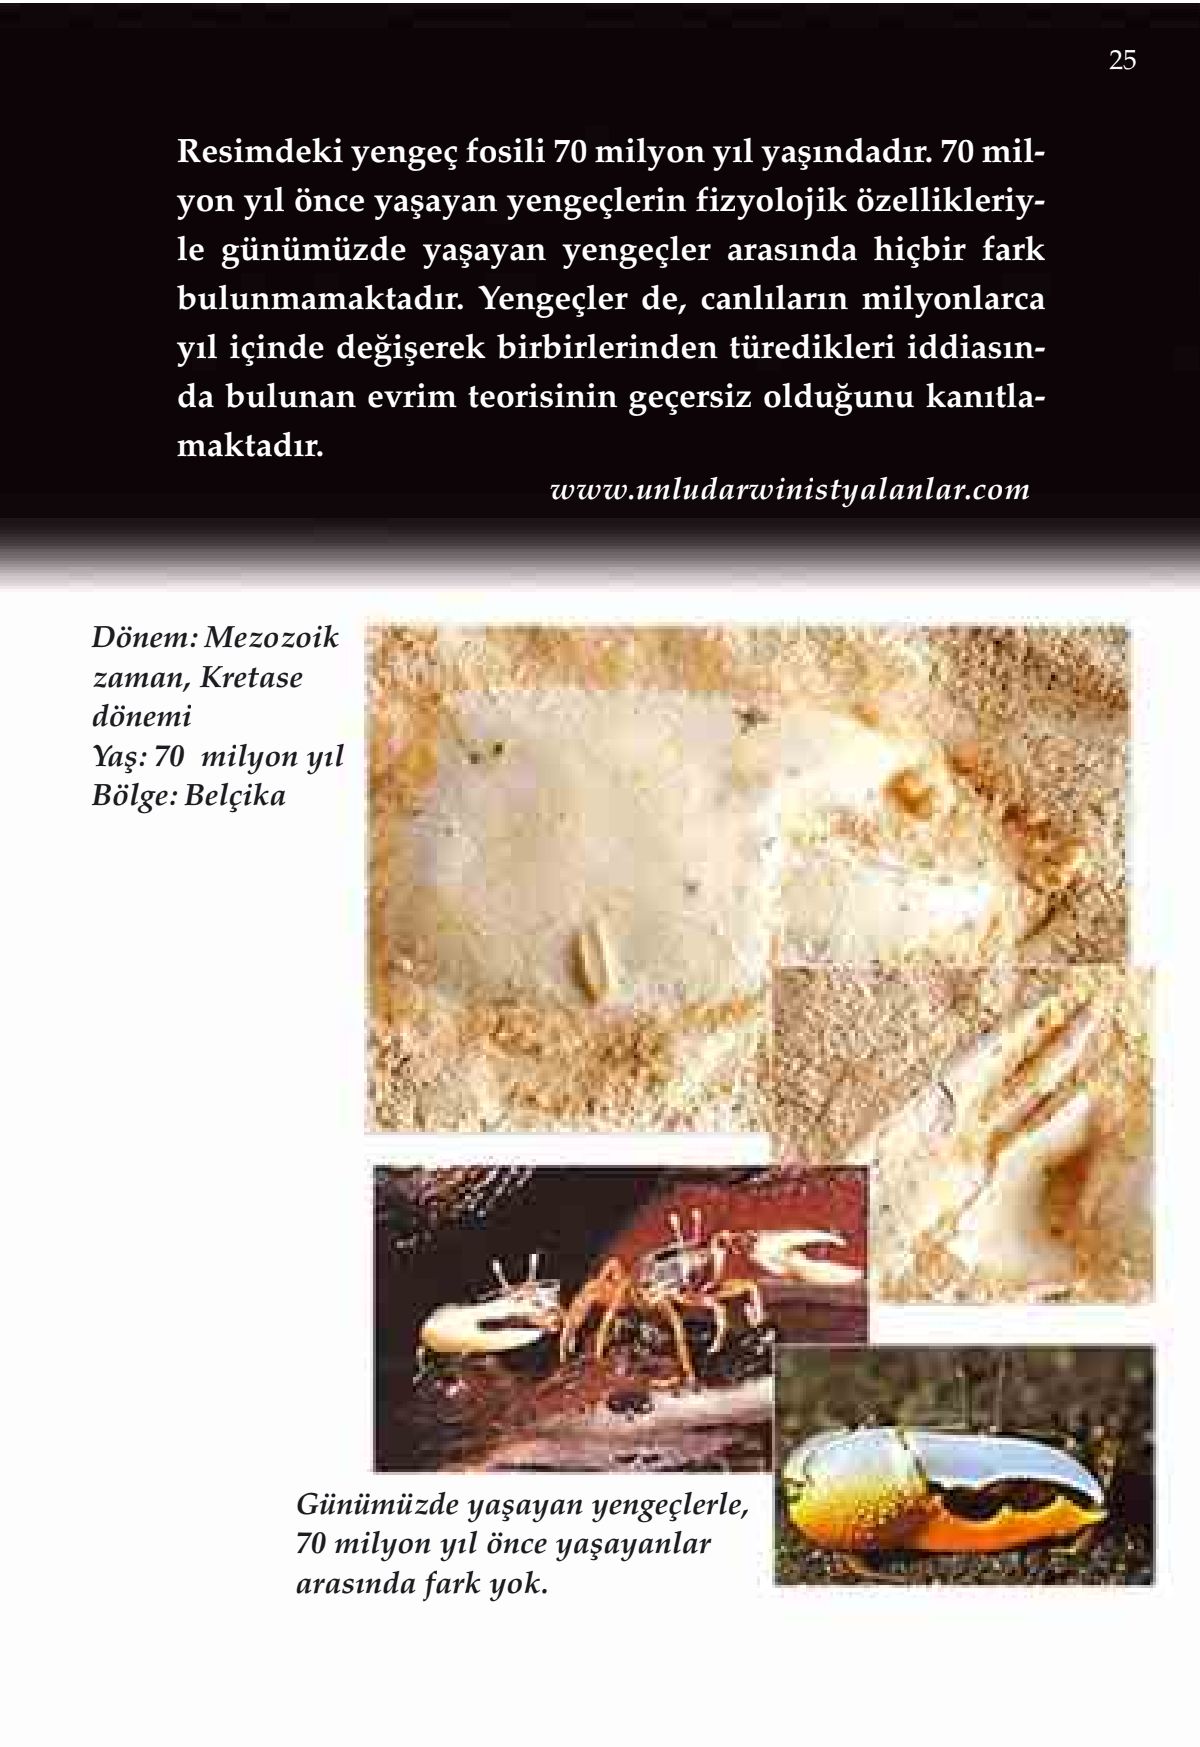 25
Resimdeki yengeç fosili 70 milyon yıl yaşındadır. 70 mil-
yon yıl önce yaşayan yengeçlerin fizyolojik özellikleriy-
le günümüzde yaşayan yengeçler arasında hiçbir fark
bulunmamaktadır. Yengeçler de, canlıların milyonlarca
yıl içinde değişerek birbirlerinden türedikleri iddiasın-
da bulunan evrim teorisinin geçersiz olduğunu kanıtla-
maktadır.
www.unludarwinistyalanlar.com
Dönem: Mezozoik
zaman, Kretase
dönemi
Yaş: 70 milyon yıl
Bölge: Belçika
Günümüzde yaşayan yengeçlerle,
70 milyon yıl önce yaşayanlar
arasında fark yok.